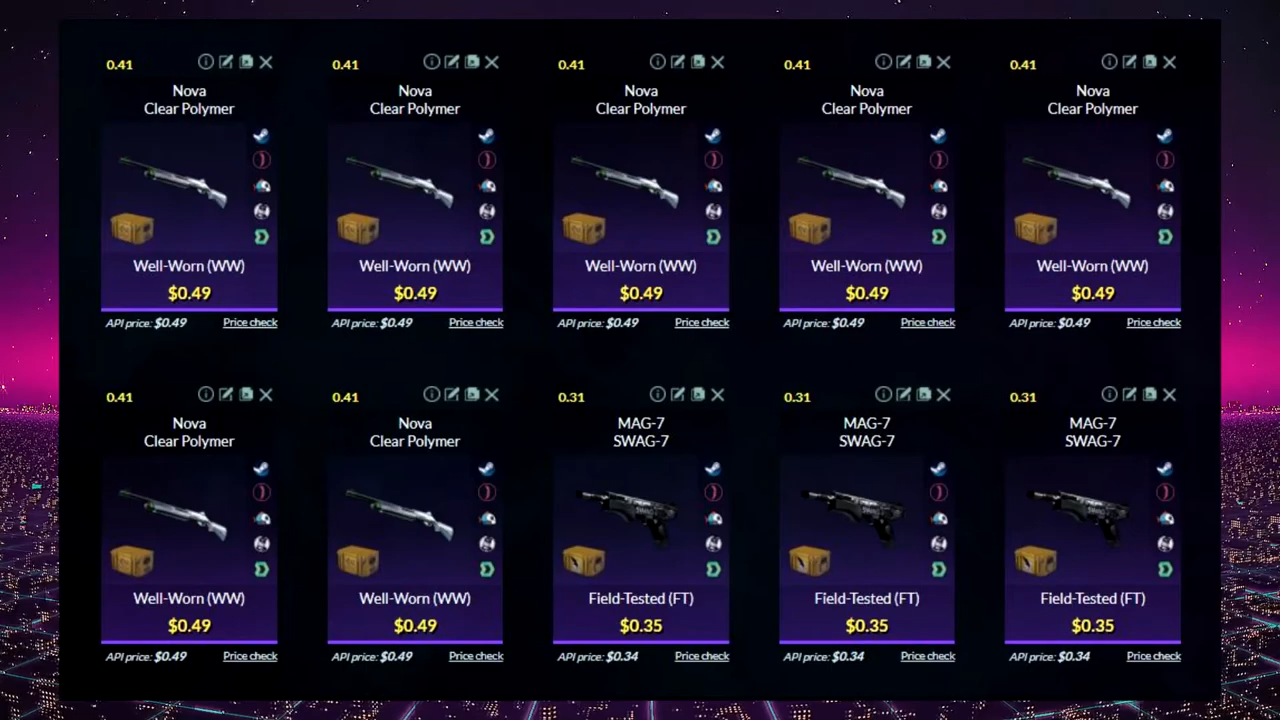 0.41
Nova
Clear Polymer
Well-Worn (WW)
$0.49
API price: $0.49 Price check
0.41
Nova
Clear Polymer
Well-Worn (WW)
$0.49
API price: $0.49 Price check
0.41
Nova
Clear Polymer
Well-Worn (WW)
$0.49
API price: $0.49 Price check
0.41
Nova
Clear Polymer
Well-Worn (WW)
$0.49
API price: $0.49 Price check
0.41
Nova
Clear Polymer
Well-Worn (WW)
$0.49
API price: $0.49 Price check
0.41
Nova
Clear Polymer
Well-Worn (WW)
$0.49
API price: $0.49 Price check
0.41
Nova
Clear Polymer
Well-Worn (WW)
$0.49
API price: $0.49 Price check
0.31
MAG-7
SWAG-7
SWAG
Field-Tested (FT)
$0.35
API price: $0.34 Price check
0.31
MAG-7
SWAG-7
SWAG
Field-Tested (FT)
$0.35
API price: $0.34 Price check
0.31
MAG-7
SWAG-7
SWAG
Field-Tested (FT)
$0.35
API price: $0.34 Price check